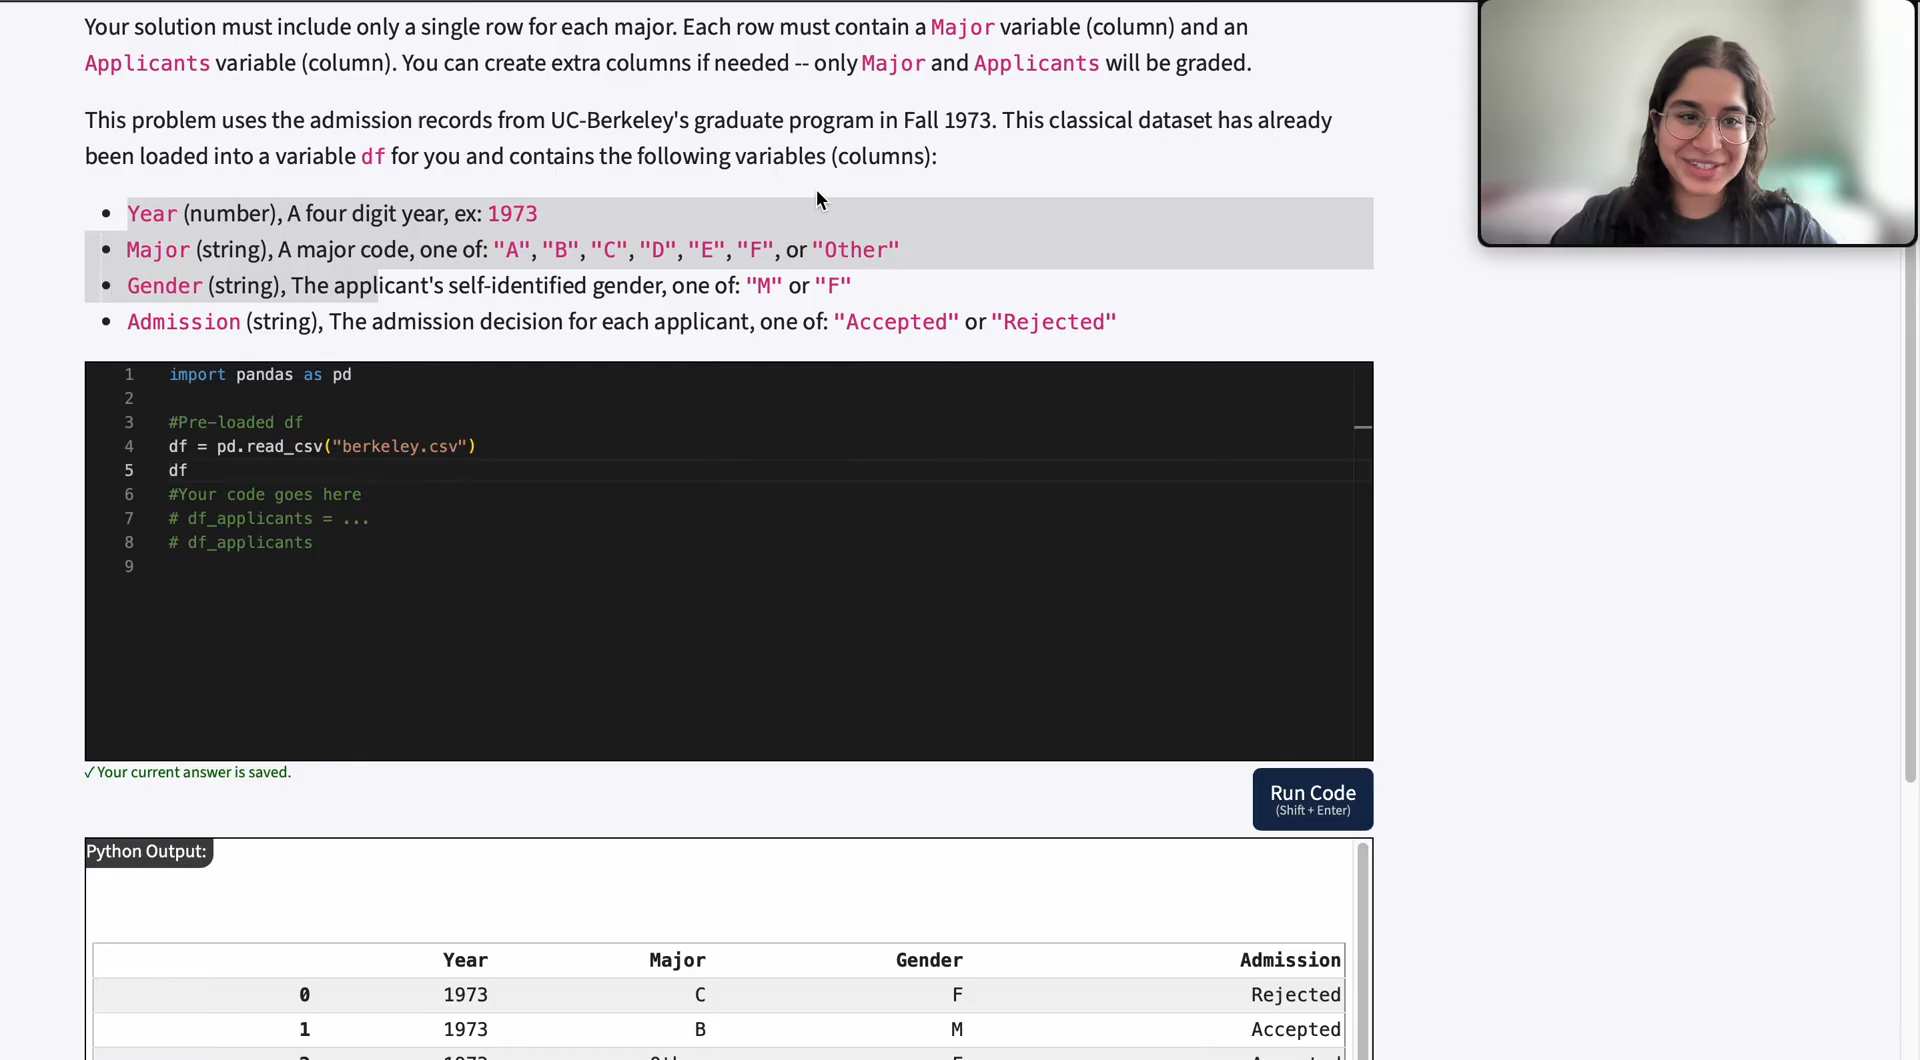 Your solution must include only a single row for each major. Each row must contain a Major variable (column) and an
Applicants variable (column). You can create extra columns if needed -- only Major and Applicants will be graded.
This problem uses the admission records from UC-Berkeley's graduate program in Fall 1973. This classical dataset has already
been loaded into a variable df for you and contains the following variables (columns):
• Year (number), A four digit year, ex: 1973
• Major (string), A major code, one of: "A", "B", "C", "D", "E", "F", or "Other"
• Gender (string), The applicant's self-identified gender, one of: "M" or "F"
• Admission (string), The admission decision for each applicant, one of: "Accepted" or "Rejected"
1 import pandas as pd
2
3 #Pre-loaded df
4 df = pd.read_csv("berkeley.csv")
5 df
6 #Your code goes here
7 # df_applicants = ...
8 # df_applicants
9
✓Your current answer is saved.
Run Code
(Shift + Enter)
Python Output:
Year Major Gender Admission
0 1973 C F Rejected
1 1973 B M Accepted